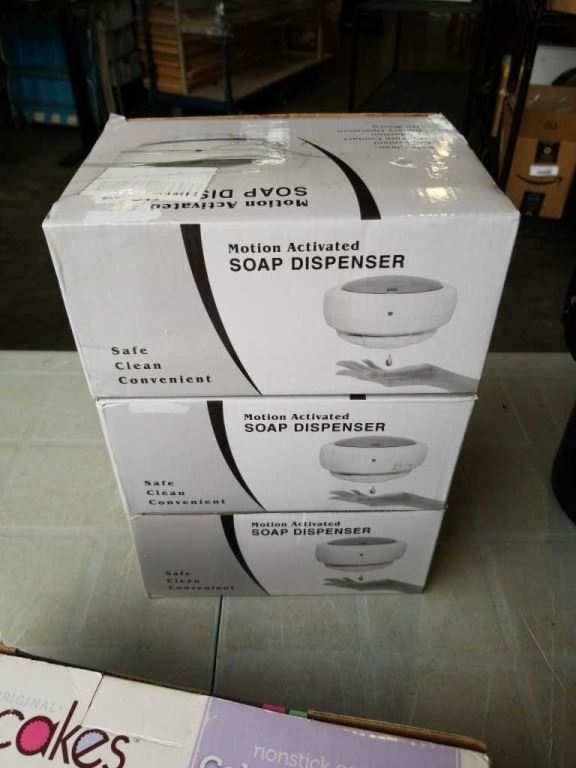 Motion Activated
SOAP DISPENSER
Motion Activated
SOAP DISPENSER
Safe
Clean
Convenient
Motion Activated
SOAP DISPENSER
Safe
Clean
Convenient
Motion Activated
SOAP DISPENSER
Safe
Clean
Convenient
ORIGINAL
cakes
nonstick